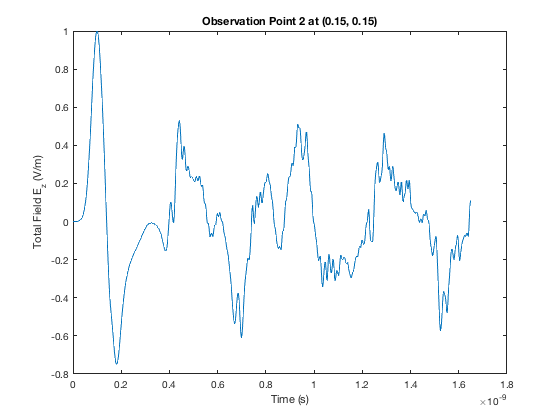 Observation Point 2 at (0.15, 0.15)
Total Field E_z (V/m)
1
0.8
0.6
0.4
0.2
0
-0.2
-0.4
-0.6
-0.8
0 0.2 0.4 0.6 0.8 1 1.2 1.4 1.6 1.8
Time (s)
×10^-9